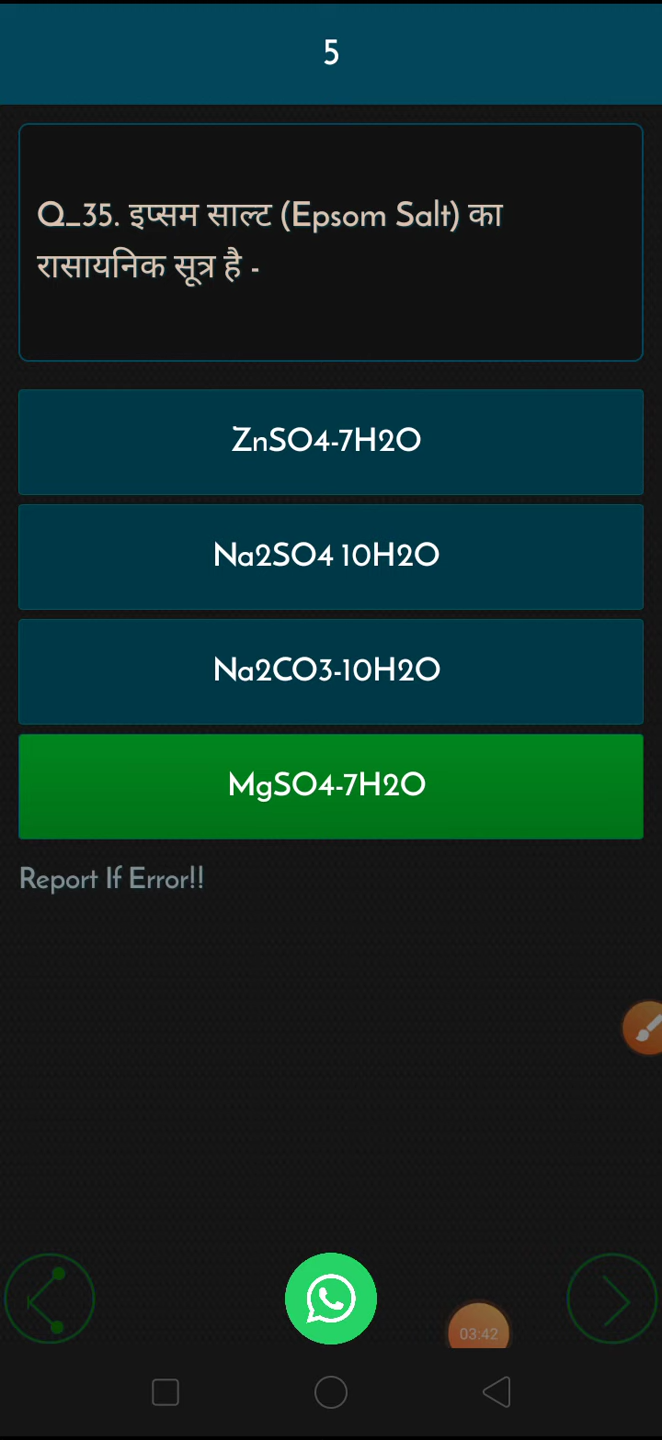 5
Q_35. इप्सम साल्ट (Epsom Salt) का
रासायनिक सूत्र है -
ZnSO4-7H2O
Na2SO4 10H2O
Na2CO3-10H2O
MgSO4-7H2O
Report If Error!!
03:42